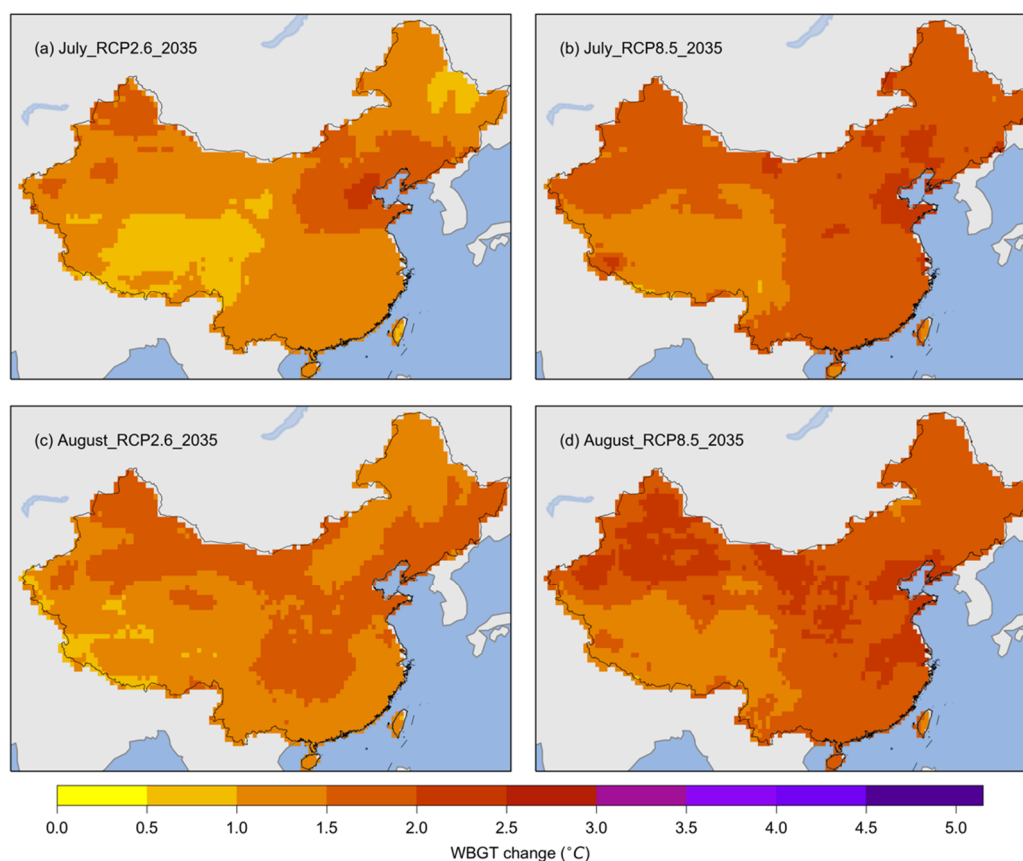 (a) July_RCP2.6_2035
(b) July_RCP8.5_2035
(c) August_RCP2.6_2035
(d) August_RCP8.5_2035
0.0 0.5 1.0 1.5 2.0 2.5 3.0 3.5 4.0 4.5 5.0
WBGT change (°C)